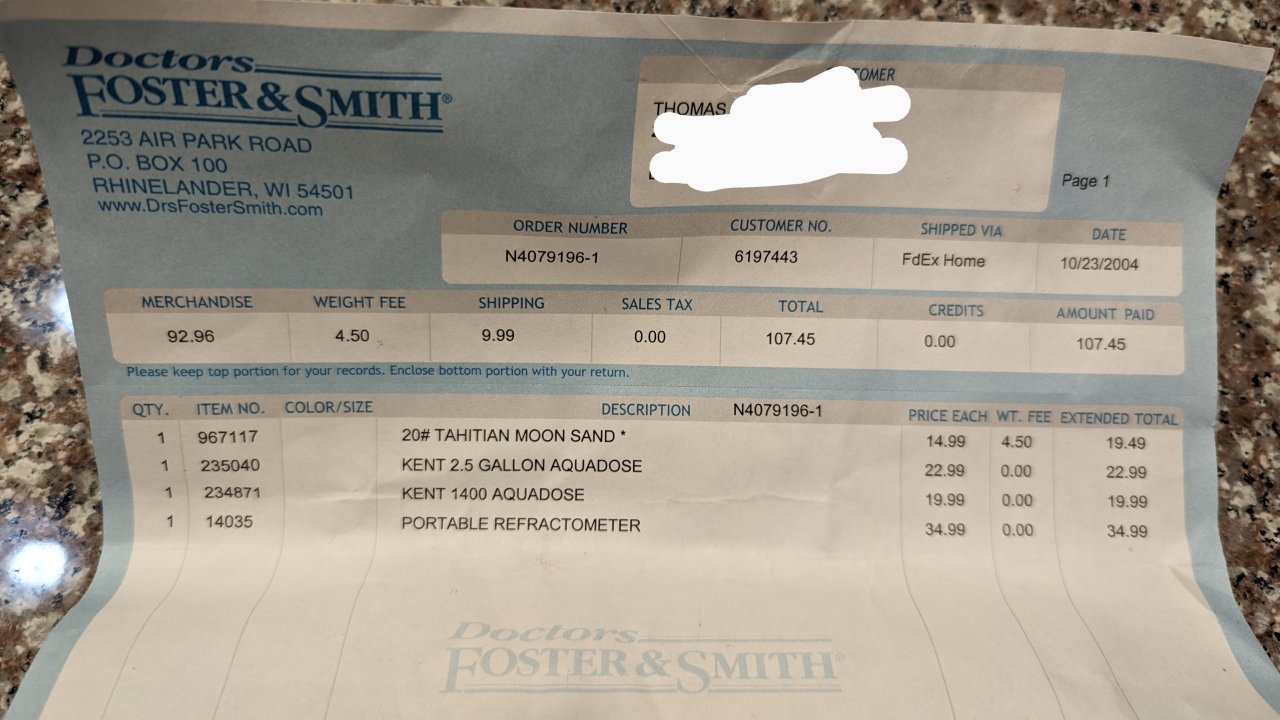 Doctors
FOSTER & SMITH®
2253 AIR PARK ROAD
P.O. BOX 100
RHINELANDER, WI 54501
www.DrsFosterSmith.com
THOMAS
Page 1
ORDER NUMBER CUSTOMER NO. SHIPPED VIA DATE
N4079196-1 6197443 FdEx Home 10/23/2004
MERCHANDISE WEIGHT FEE SHIPPING SALES TAX TOTAL CREDITS AMOUNT PAID
92.96 4.50 9.99 0.00 107.45 0.00 107.45
Please keep top portion for your records. Enclose bottom portion with your return.
QTY. ITEM NO. COLOR/SIZE DESCRIPTION N4079196-1 PRICE EACH WT. FEE EXTENDED TOTAL
1 967117 20# TAHITIAN MOON SAND * 14.99 4.50 19.49
1 235040 KENT 2.5 GALLON AQUADOSE 22.99 0.00 22.99
1 234871 KENT 1400 AQUADOSE 19.99 0.00 19.99
1 14035 PORTABLE REFRACTOMETER 34.99 0.00 34.99
Doctors
FOSTER & SMITH®